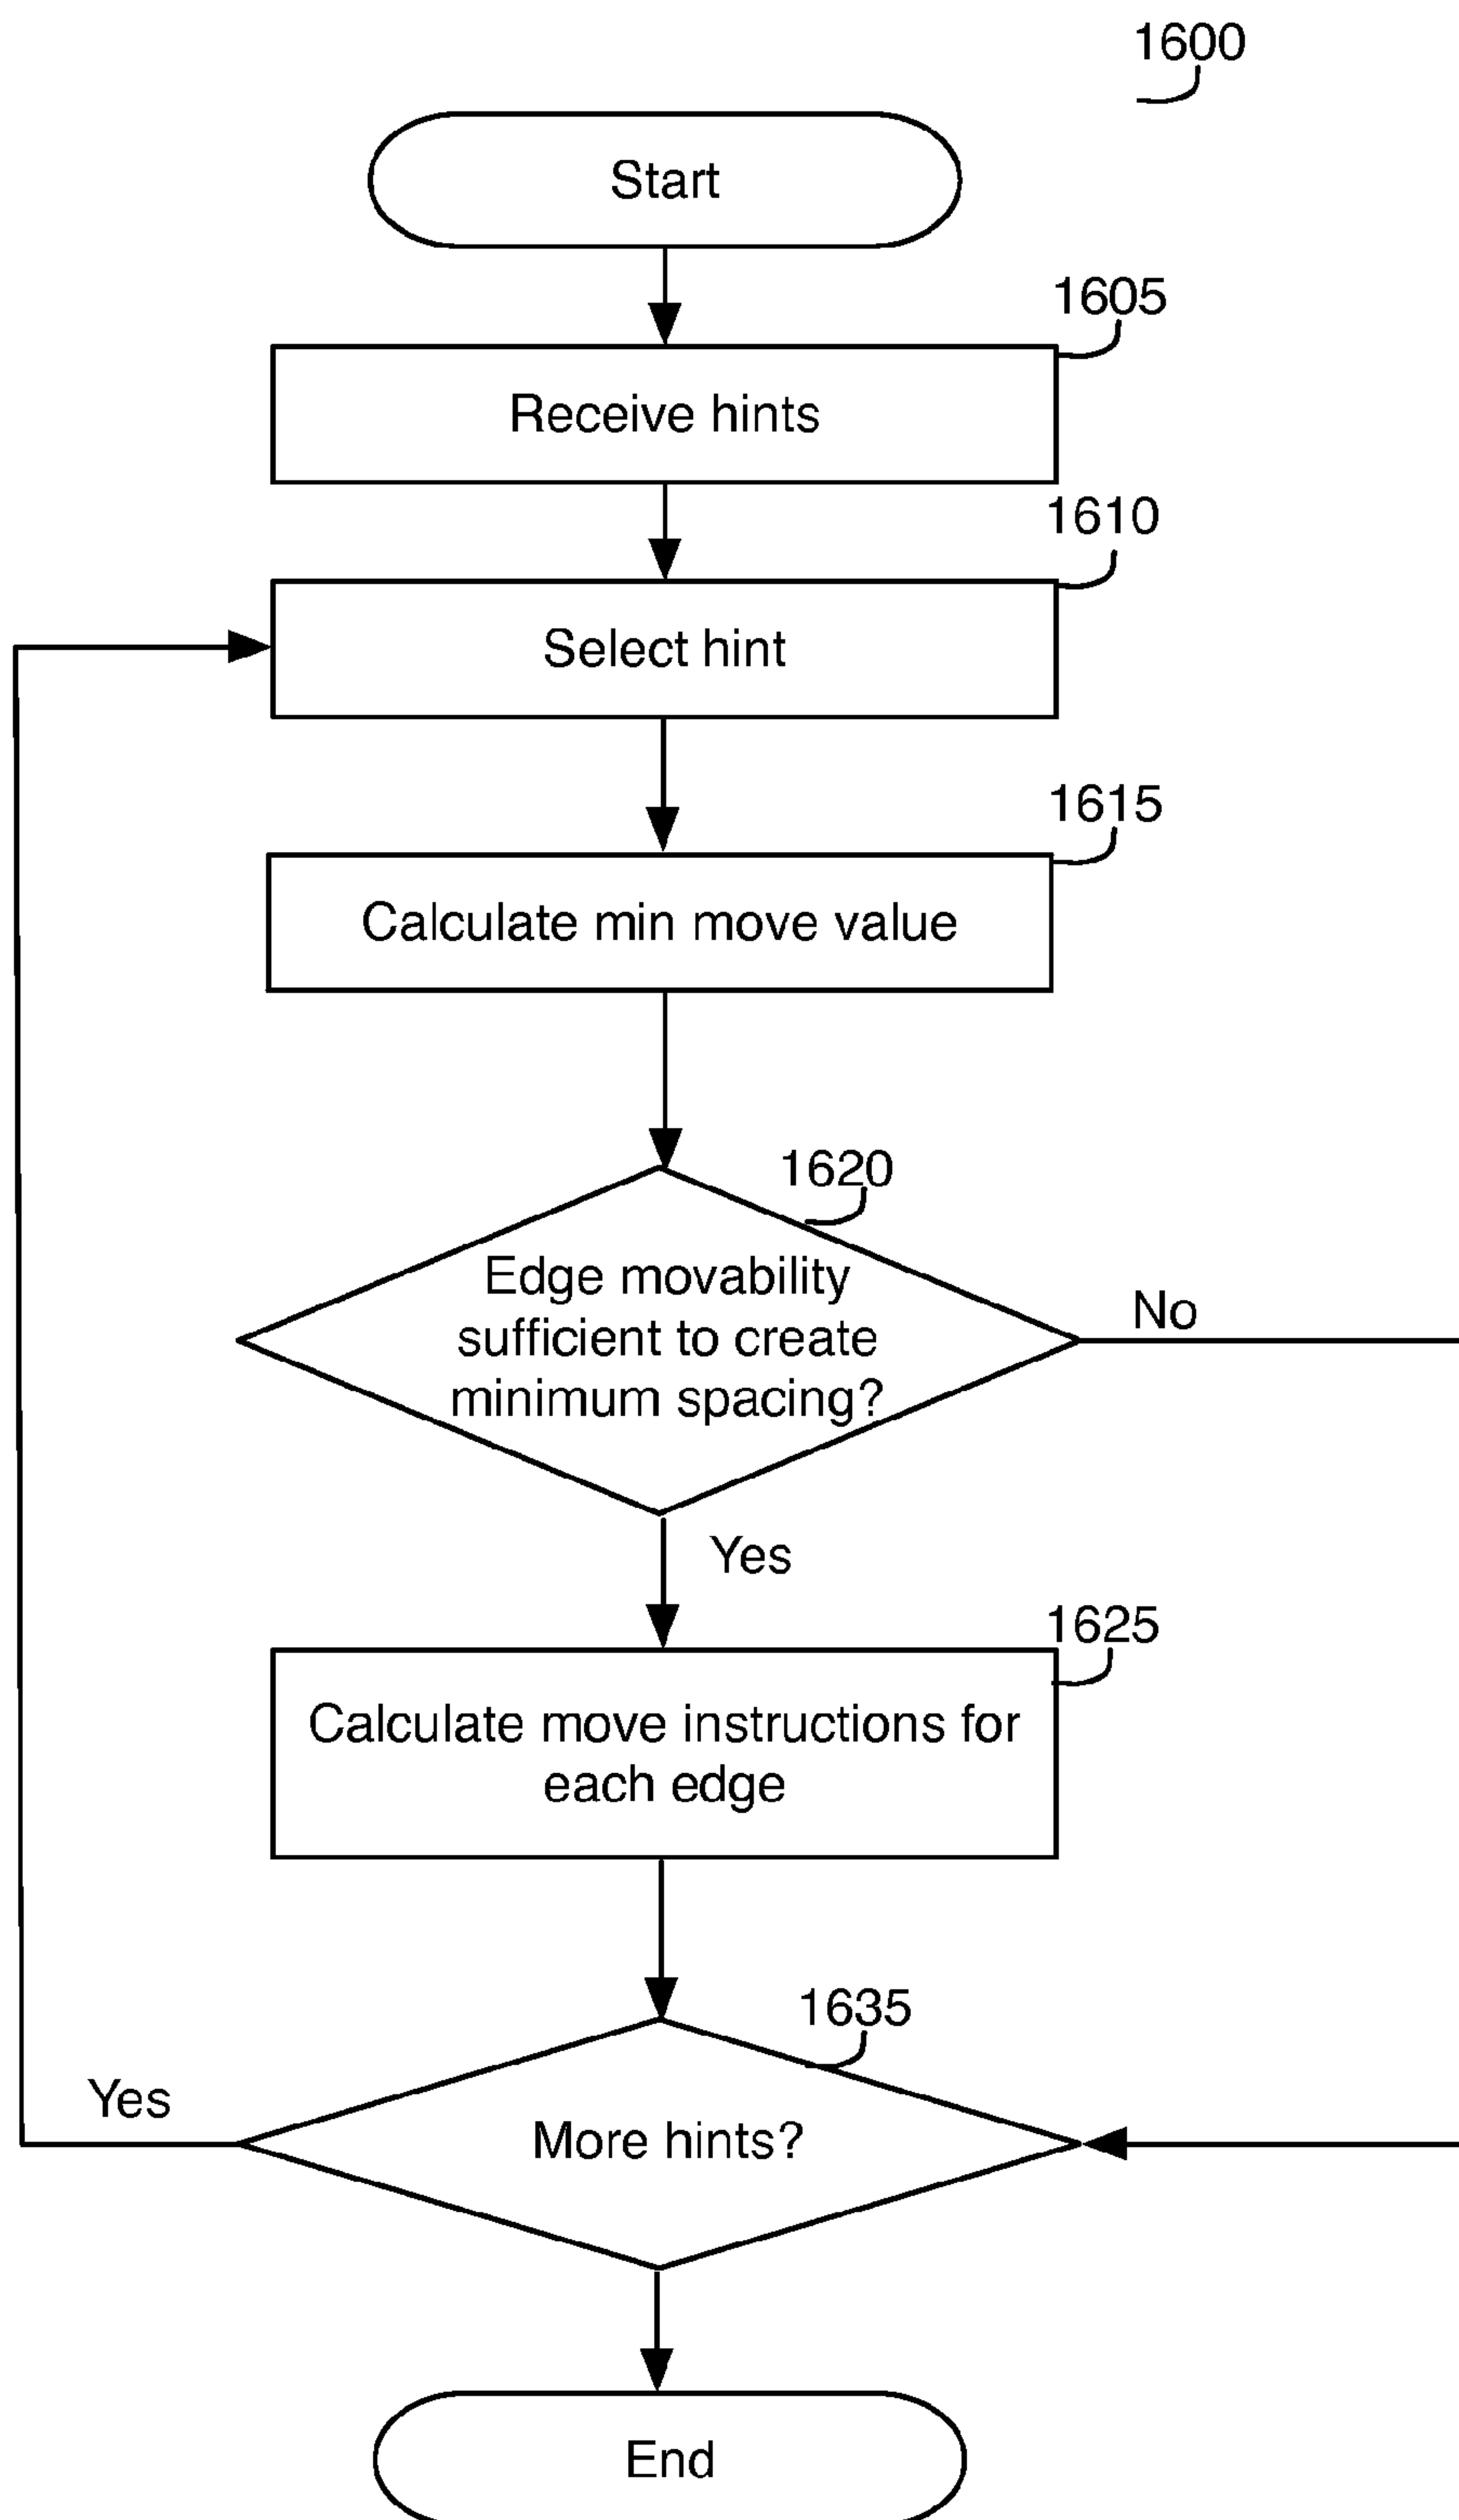 1600
Start
1605
Receive hints
1610
Select hint
1615
Calculate min move value
1620
Edge movability
sufficient to create
minimum spacing?
No
Yes
1625
Calculate move instructions for
each edge
1635
Yes
More hints?
End